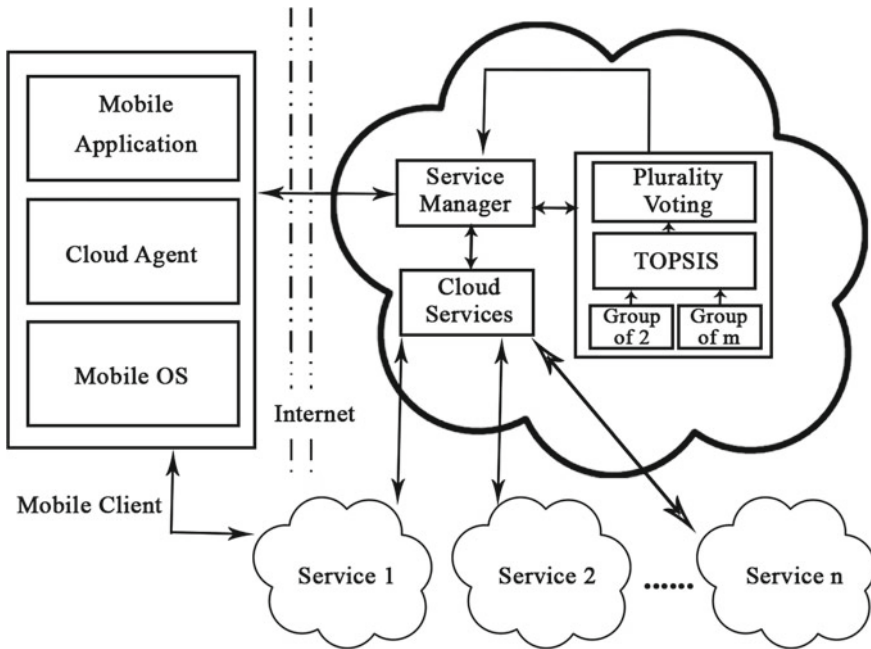 Mobile
Application
Cloud Agent
Mobile OS
Mobile Client
Internet
Service
Manager
Cloud
Services
Plurality
Voting
TOPSIS
Group
of 2
Group
of m
Service 1
Service 2
......
Service n